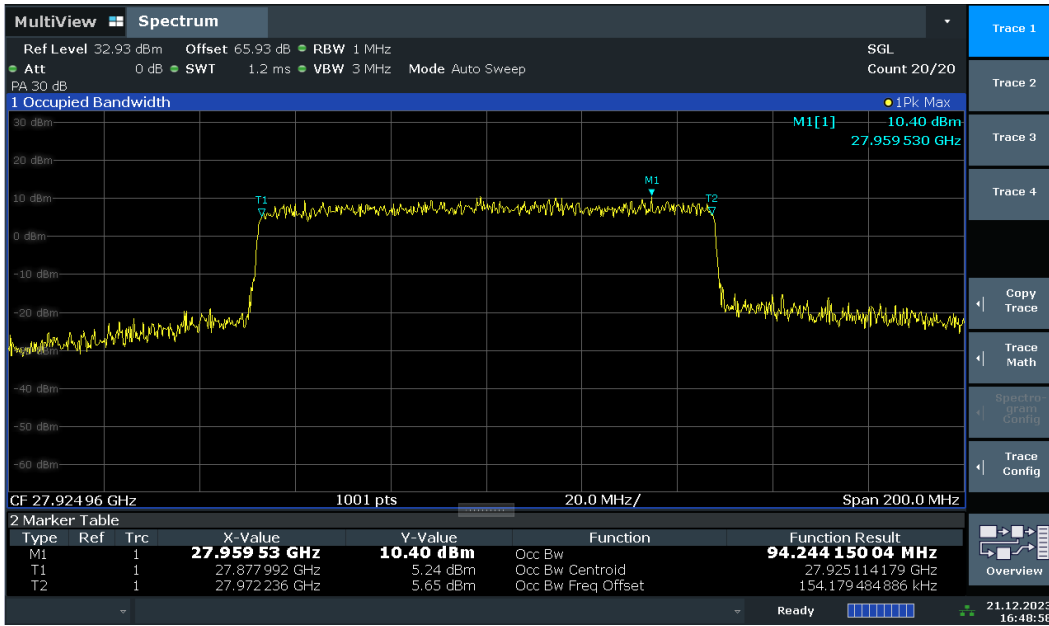 MultiView Spectrum
Ref Level 32.93 dBm Offset 65.93 dB RBW 1 MHz SGL
Att 0 dB SWT 1.2 ms VBW 3 MHz Mode Auto Sweep Count 20/20
PA 30 dB
1 Occupied Bandwidth 1Pk Max
30 dBm
M1[1] 10.40 dBm
27.959 530 GHz
20 dBm
M1
10 dBm
T1
T2
0 dBm
-10 dBm
-20 dBm
-40 dBm
-50 dBm
-60 dBm
CF 27.924 96 GHz 1001 pts 20.0 MHz/ Span 200.0 MHz
2 Marker Table
Type Ref Trc X-Value Y-Value Function Function Result
M1 1 27.959 53 GHz 10.40 dBm Occ Bw 94.244 150 04 MHz
T1 1 27.877 992 GHz 5.24 dBm Occ Bw Centroid 27.925 114 179 GHz
T2 1 27.972 236 GHz 5.65 dBm Occ Bw Freq Offset 154.179 484 886 kHz
Ready 21.12.2023
16:48:58
Trace 1
Trace 2
Trace 3
Trace 4
Copy
Trace
Trace
Math
Spectro-
gram
Config
Trace
Config
Overview